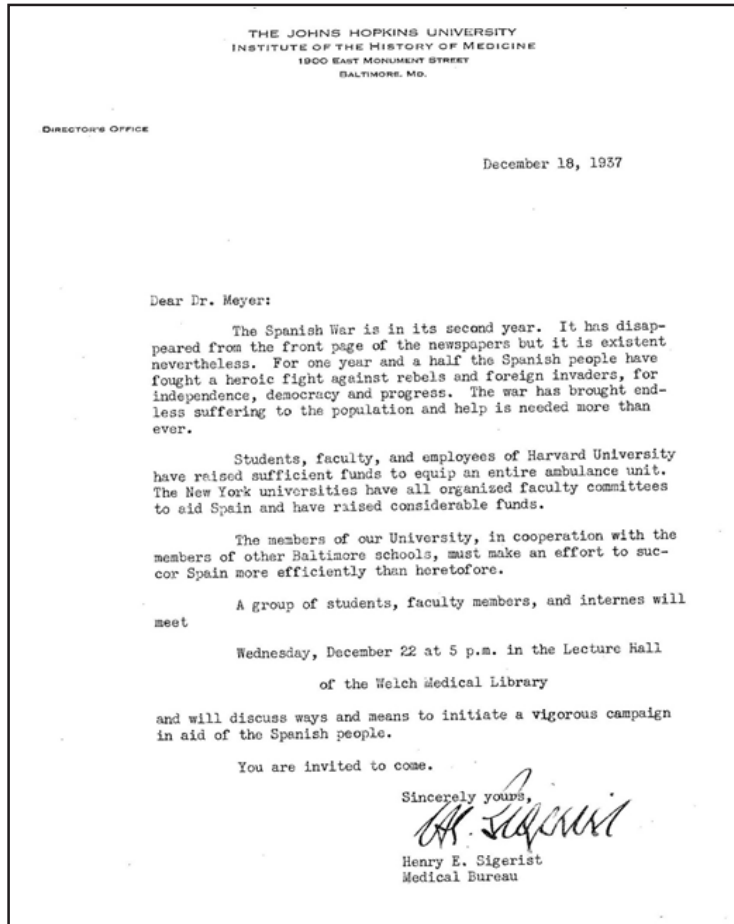 THE JOHNS HOPKINS UNIVERSITY
INSTITUTE OF THE HISTORY OF MEDICINE
1900 EAST MONUMENT STREET
BALTIMORE, MD.
DIRECTOR'S OFFICE
December 18, 1937
Dear Dr. Meyer:
The Spanish War is in its second year. It has disap-
peared from the front page of the newspapers but it is existent
nevertheless. For one year and a half the Spanish people have
fought a heroic fight against rebels and foreign invaders, for
independence, democracy and progress. The war has brought end-
less suffering to the population and help is needed more than
ever.
Students, faculty, and employees of Harvard University
have raised sufficient funds to equip an entire ambulance unit.
The New York universities have all organized faculty committees
to aid Spain and have raised considerable funds.
The members of our University, in cooperation with the
members of other Baltimore schools, must make an effort to suc-
cor Spain more efficiently than heretofore.
A group of students, faculty members, and internes will
meet
Wednesday, December 22 at 5 p.m. in the Lecture Hall
of the Welch Medical Library
and will discuss ways and means to initiate a vigorous campaign
in aid of the Spanish people.
You are invited to come.
Sincerely yours,
H.E. Sigerist
Henry E. Sigerist
Medical Bureau